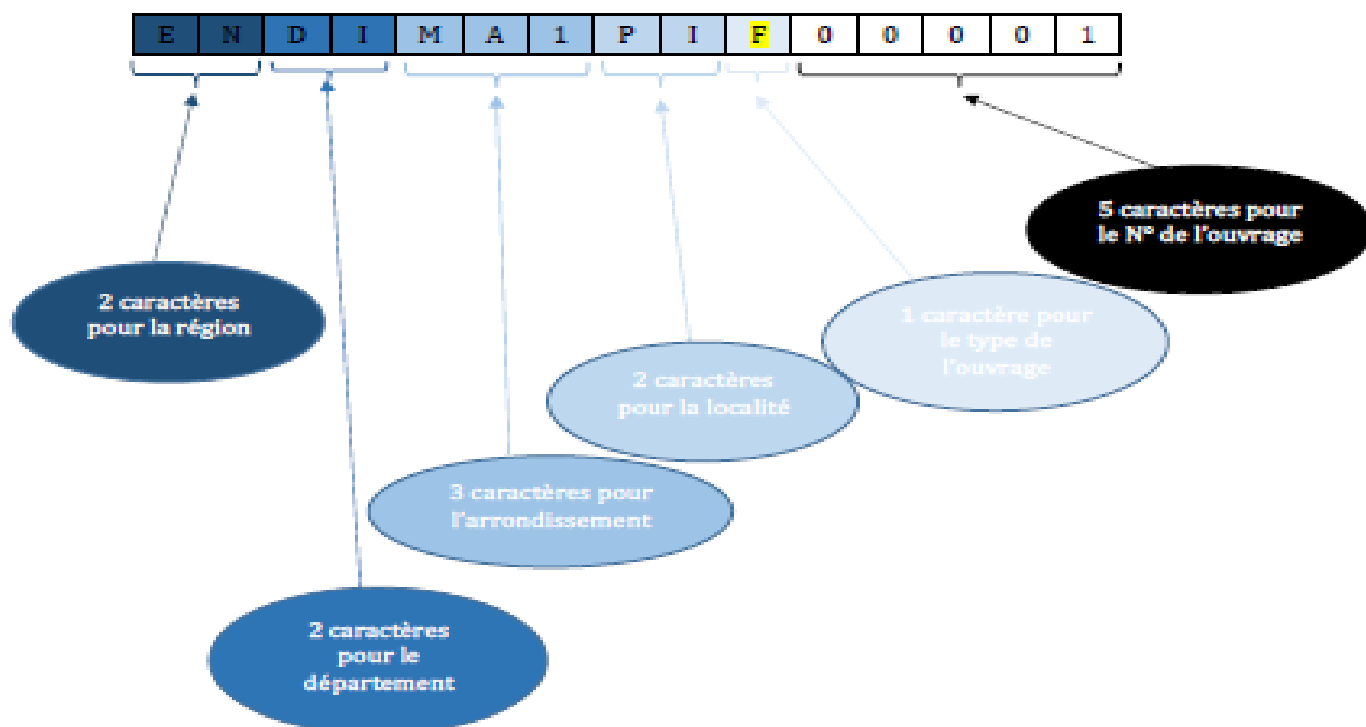 E N D I M A 1 P I F 0 0 0 0 1
5 caractères pour
le N° de l'ouvrage
2 caractères
pour la région
1 caractère pour
le type de
l'ouvrage
2 caractères
pour la localité
3 caractères pour
l'arrondissement
2 caractères
pour le
département